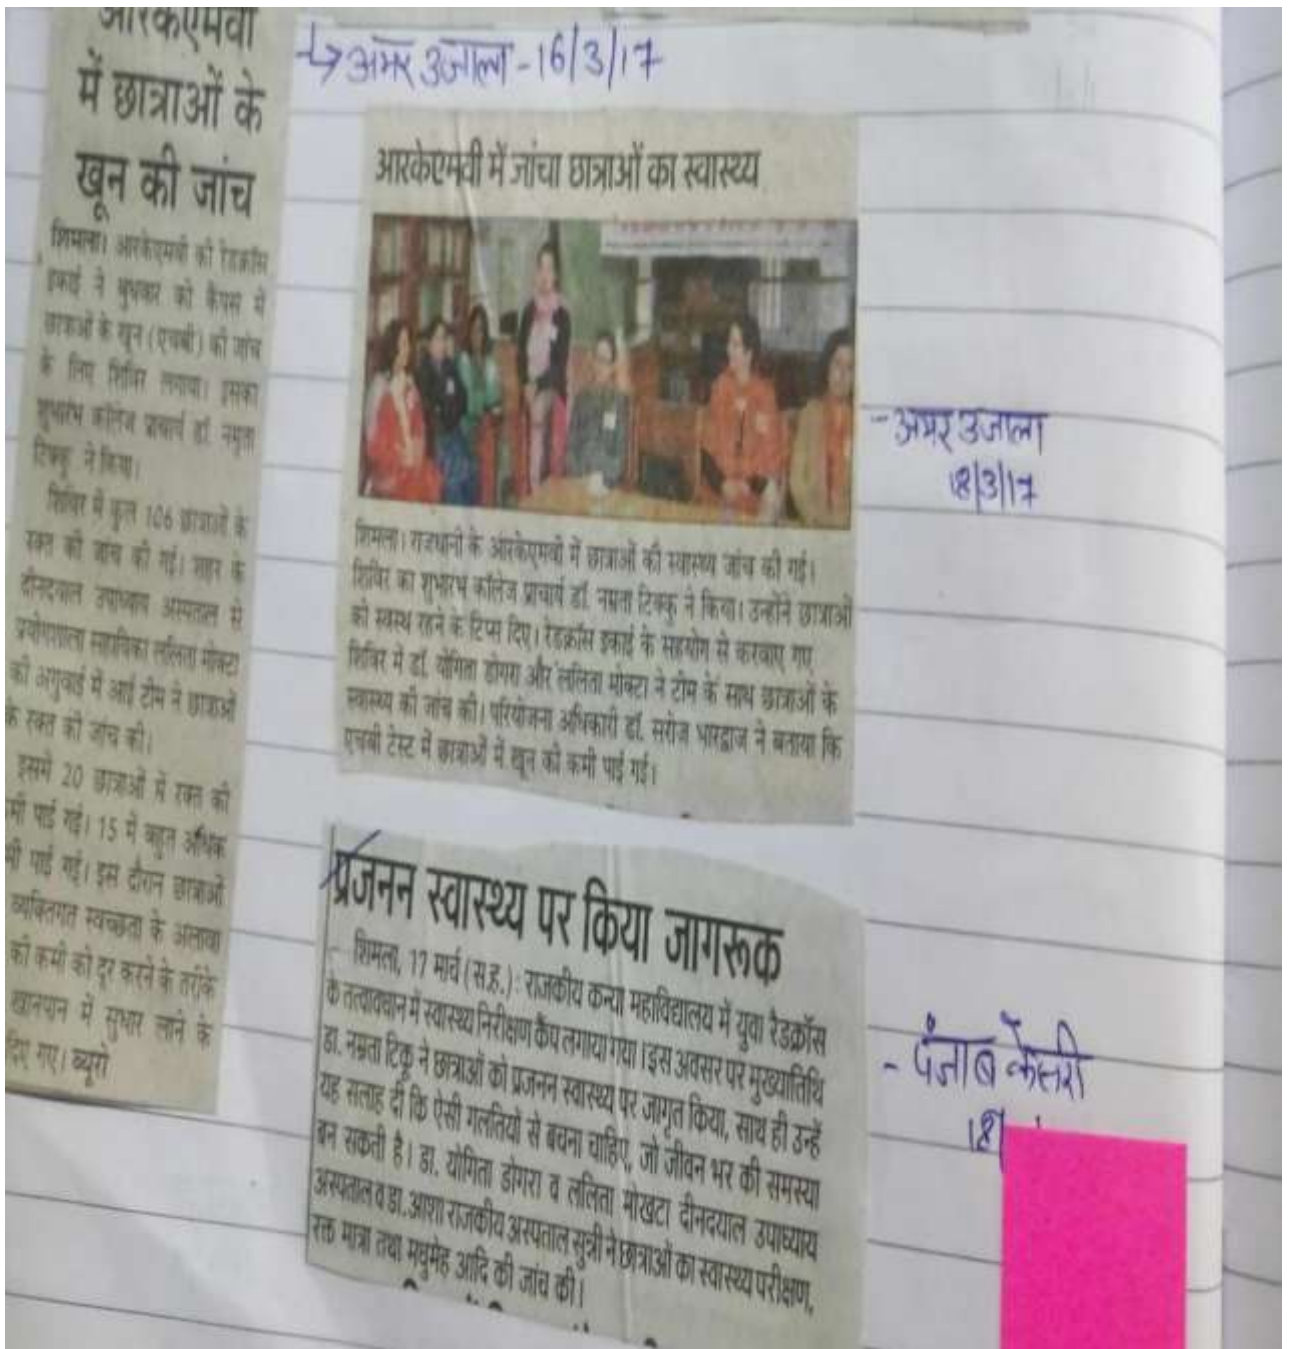 आरकेएमवी
में छात्राओं के
खून की जांच
शिमला। आरकेएमवी की रेडक्रॉस
इकाई ने बुधवार को कैंपस में
छात्राओं के खून (एचबी) की जांच
के लिए शिविर लगाया। इसका
शुभारंभ कॉलेज प्राचार्य डॉ. नम्रता
टिक्कू ने किया।
शिविर में कुल 106 छात्राओं के
रक्त की जांच की गई। शहर के
दीनदयाल उपाध्याय अस्पताल से
प्रयोगशाला सहायिका ललिता मोक्टा
की अगुवाई में आई टीम ने छात्राओं
के रक्त की जांच की।
इसमें 20 छात्राओं में रक्त की
मी पाई गई। 15 में बहुत अधिक
मी पाई गई। इस दौरान छात्राओं
व्यक्तिगत स्वच्छता के अलावा
की कमी को दूर करने के तरीके
खानपान में सुधार लाने के
दिए गए। ब्यूरो
अमर उजाला - 16/3/17
आरकेएमवी में जांचा छात्राओं का स्वास्थ्य
शिमला। राजधानी के आरकेएमवी में छात्राओं की स्वास्थ्य जांच की गई।
शिविर का शुभारंभ कॉलेज प्राचार्य डॉ. नम्रता टिक्कू ने किया। उन्होंने छात्राओं
को स्वस्थ रहने के टिप्स दिए। रेडक्रॉस इकाई के सहयोग से करवाए गए
शिविर में डॉ. योगिता डोगरा और ललिता मोक्टा ने टीम के साथ छात्राओं के
स्वास्थ्य की जांच की। परियोजना अधिकारी डॉ. सरोज भारद्वाज ने बताया कि
एचबी टेस्ट में छात्राओं में खून की कमी पाई गई।
- अमर उजाला
18/3/17
प्रजनन स्वास्थ्य पर किया जागरूक
शिमला, 17 मार्च (स.ह.): राजकीय कन्या महाविद्यालय में युवा रैडक्रॉस
के तत्वावधान में स्वास्थ्य निरीक्षण कैंप लगाया गया। इस अवसर पर मुख्यातिथि
डा. नम्रता टिकू ने छात्राओं को प्रजनन स्वास्थ्य पर जागृत किया, साथ ही उन्हें
यह सलाह दी कि ऐसी गलतियों से बचना चाहिए, जो जीवन भर की समस्या
बन सकती है। डा. योगिता डोगरा व ललिता मोखटा दीनदयाल उपाध्याय
अस्पताल व डा. आशा राजकीय अस्पताल सुन्नी ने छात्राओं का स्वास्थ्य परीक्षण,
रक्त मात्रा तथा मधुमेह आदि की जांच की।
- पंजाब केसरी
18/